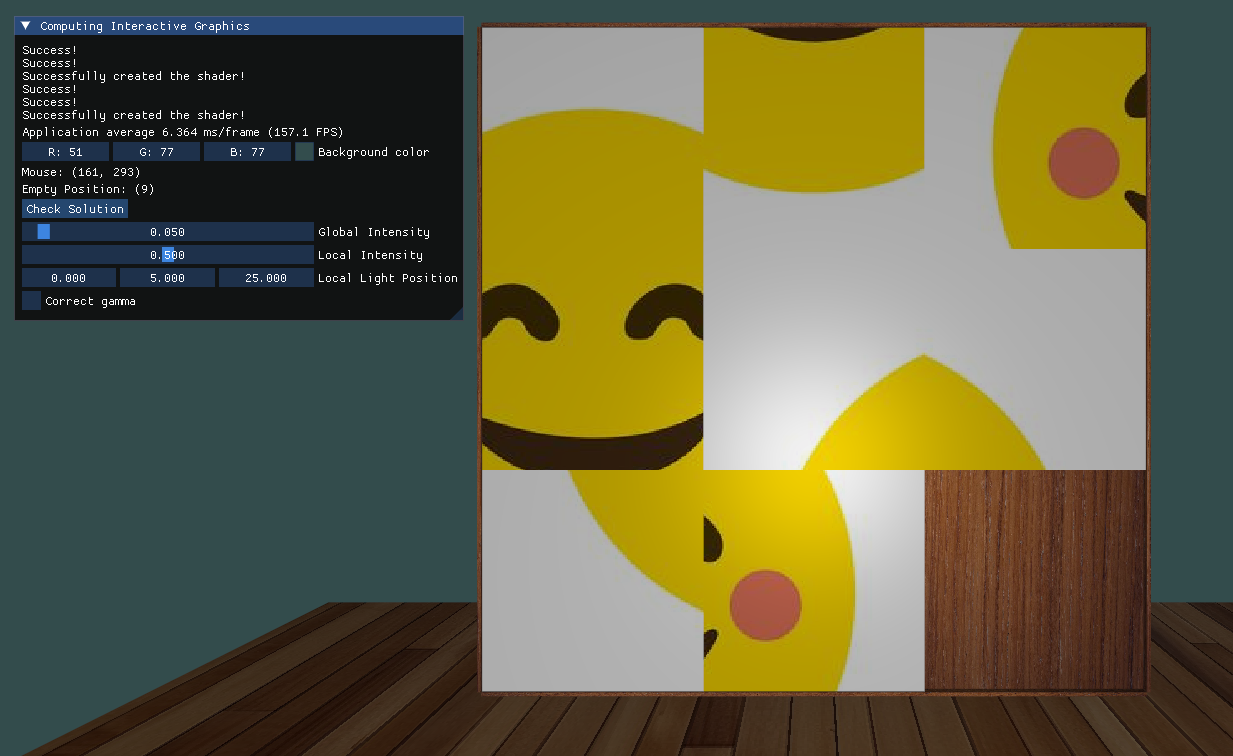 Computing Interactive Graphics
Success!
Success!
Successfully created the shader!
Success!
Success!
Successfully created the shader!
Application average 6.364 ms/frame (157.1 FPS)
R: 51 G: 77 B: 77 Background color
Mouse: (161, 293)
Empty Position: (9)
Check Solution
0.050 Global Intensity
0.500 Local Intensity
0.000 5.000 25.000 Local Light Position
Correct gamma